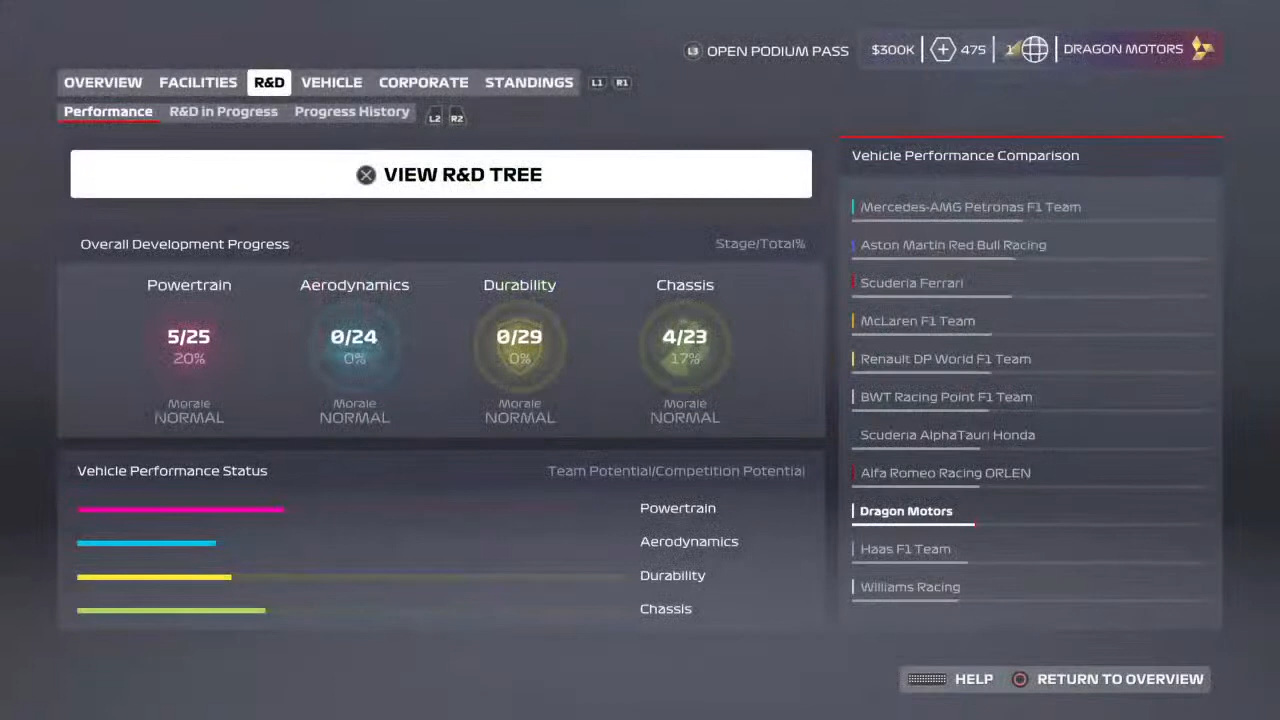 L3 OPEN PODIUM PASS $300K 475 1 DRAGON MOTORS
OVERVIEW FACILITIES R&D VEHICLE CORPORATE STANDINGS L1 R1
Performance R&D in Progress Progress History L2 R2
VIEW R&D TREE
Overall Development Progress Stage/Total%
Powertrain Aerodynamics Durability Chassis
5/25 0/24 0/29 4/23
20% 0% 0% 17%
Morale Morale Morale Morale
NORMAL NORMAL NORMAL NORMAL
Vehicle Performance Status Team Potential/Competition Potential
Powertrain
Aerodynamics
Durability
Chassis
Vehicle Performance Comparison
Mercedes-AMG Petronas F1 Team
Aston Martin Red Bull Racing
Scuderia Ferrari
McLaren F1 Team
Renault DP World F1 Team
BWT Racing Point F1 Team
Scuderia AlphaTauri Honda
Alfa Romeo Racing ORLEN
Dragon Motors
Haas F1 Team
Williams Racing
HELP RETURN TO OVERVIEW